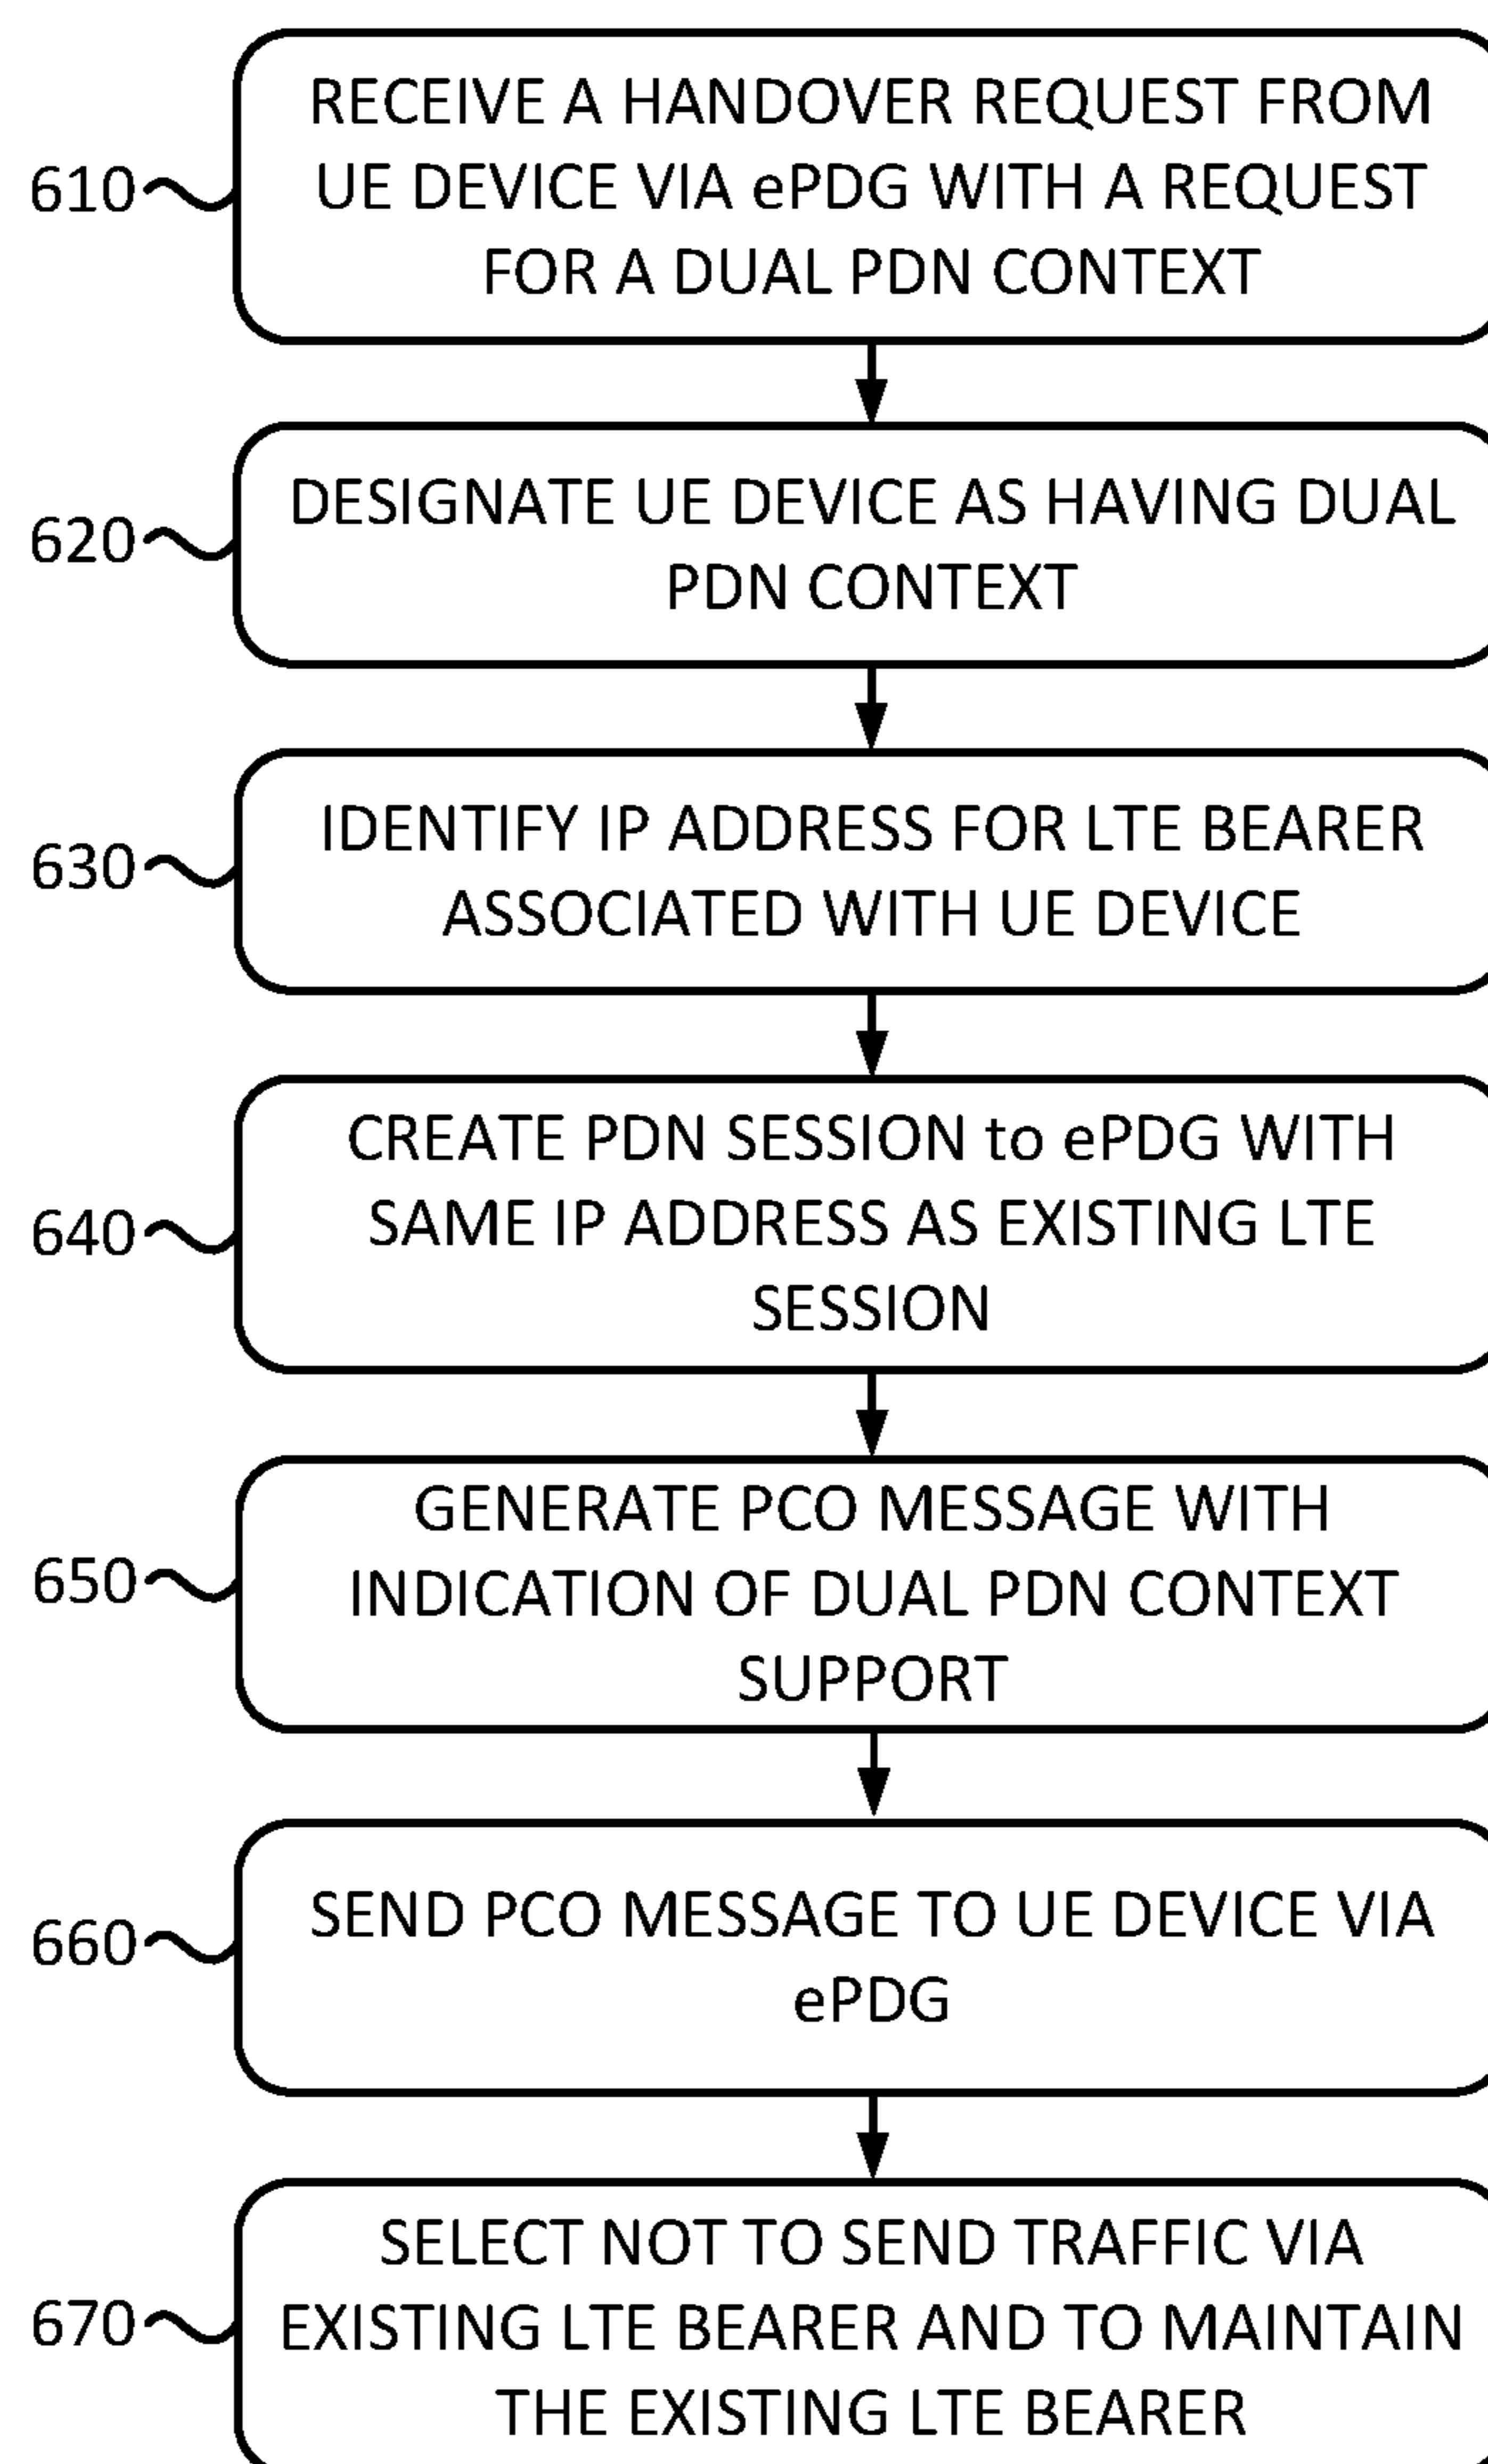 610
RECEIVE A HANDOVER REQUEST FROM
UE DEVICE VIA ePDG WITH A REQUEST
FOR A DUAL PDN CONTEXT
620
DESIGNATE UE DEVICE AS HAVING DUAL
PDN CONTEXT
630
IDENTIFY IP ADDRESS FOR LTE BEARER
ASSOCIATED WITH UE DEVICE
640
CREATE PDN SESSION to ePDG WITH
SAME IP ADDRESS AS EXISTING LTE
SESSION
650
GENERATE PCO MESSAGE WITH
INDICATION OF DUAL PDN CONTEXT
SUPPORT
660
SEND PCO MESSAGE TO UE DEVICE VIA
ePDG
670
SELECT NOT TO SEND TRAFFIC VIA
EXISTING LTE BEARER AND TO MAINTAIN
THE EXISTING LTE BEARER